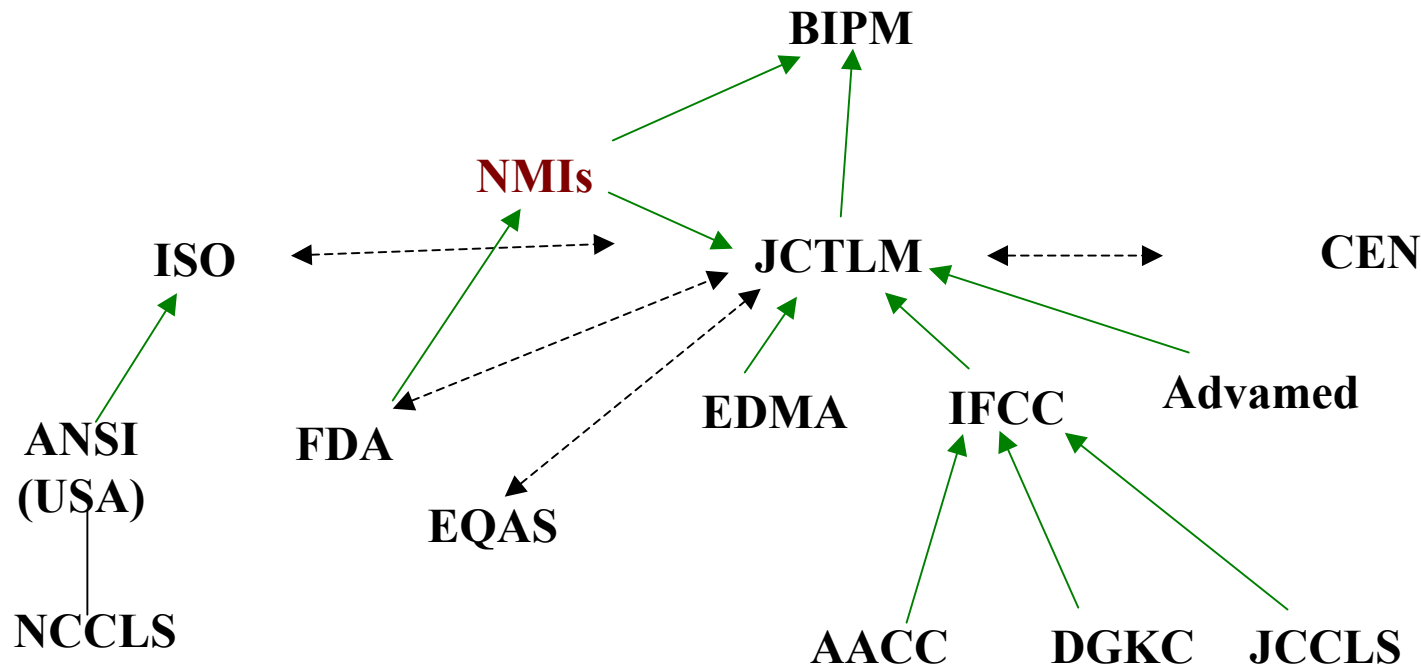 BIPM
NMIs
ISO
JCTLM
CEN
EDMA
IFCC
Advamed
ANSI
(USA)
FDA
EQAS
NCCLS
AACC
DGKC
JCCLS